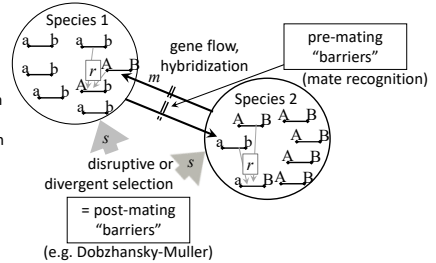 Species 1
a b
a b
a b
A B
r
a b
A b
a b
gene flow,
hybridization
m
pre-mating
“barriers”
(mate recognition)
Species 2
A B
A B
a b
A B
r
A B
a B
A B
s
s
disruptive or
divergent selection
= post-mating
“barriers”
(e.g. Dobzhansky-Muller)